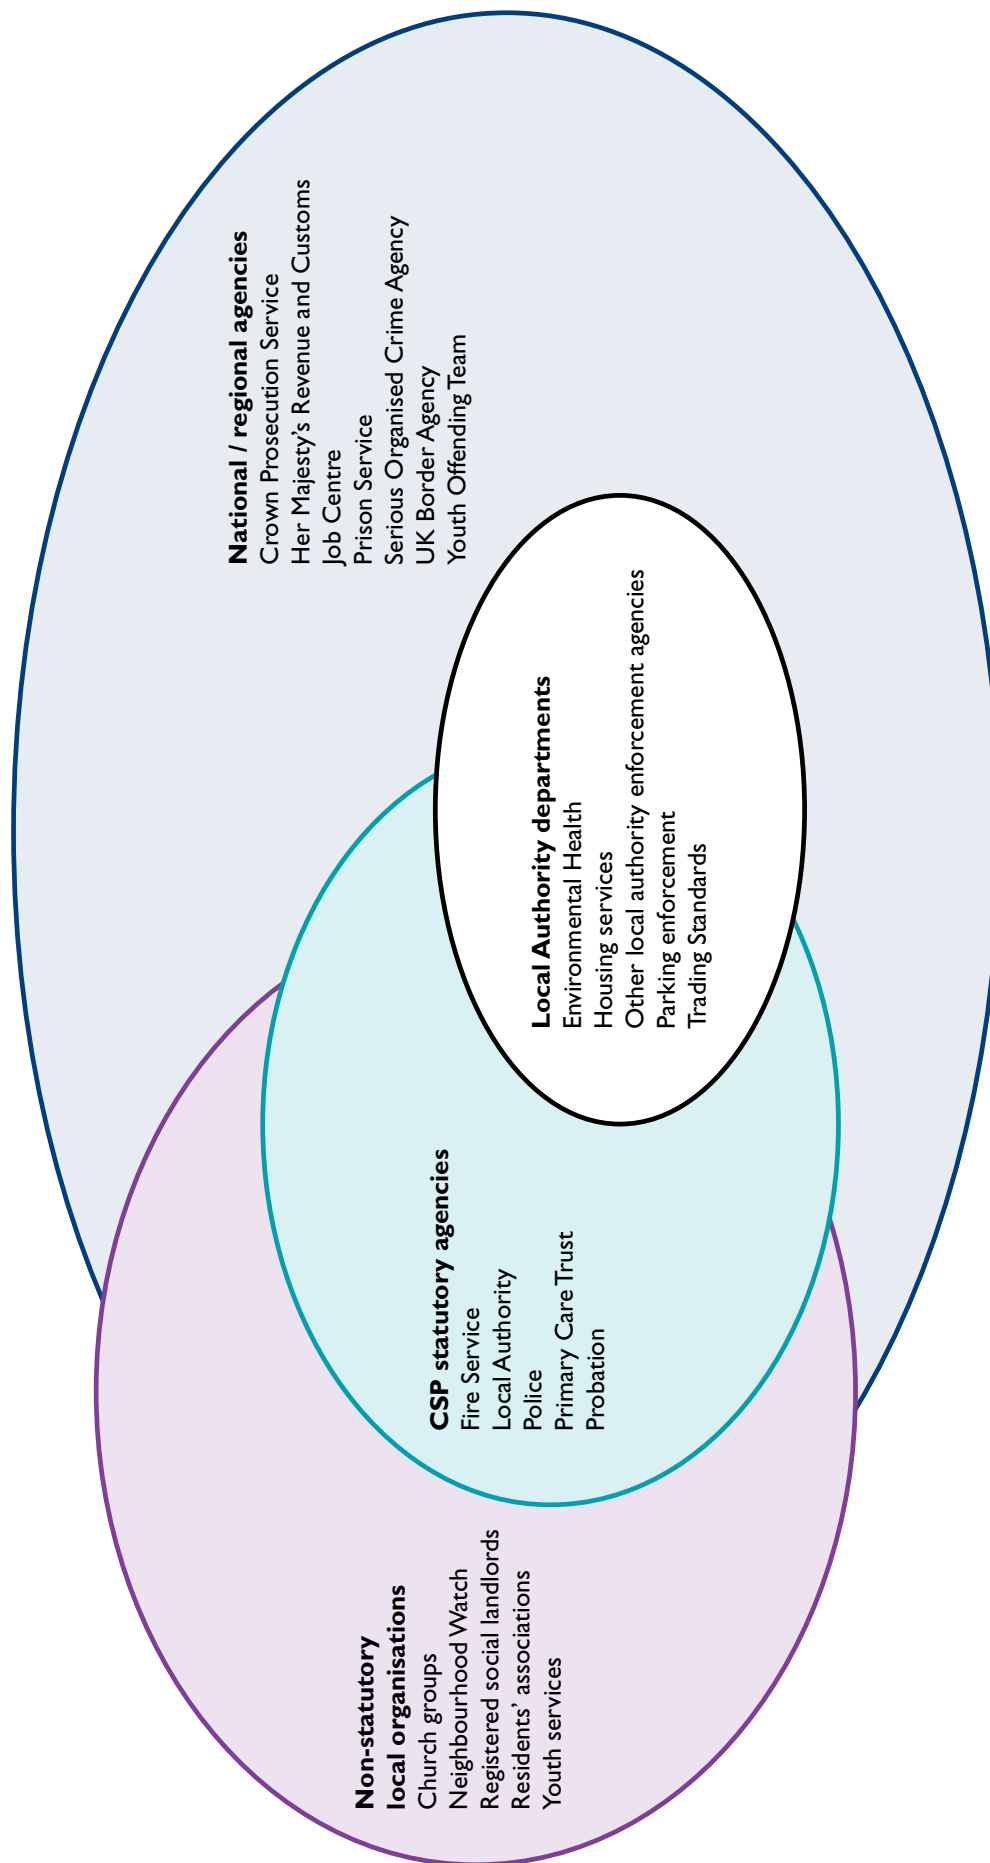 Non-statutory
local organisations
Church groups
Neighbourhood Watch
Registered social landlords
Residents' associations
Youth services
CSP statutory agencies
Fire Service
Local Authority
Police
Primary Care Trust
Probation
Local Authority departments
Environmental Health
Housing services
Other local authority enforcement agencies
Parking enforcement
Trading Standards
National / regional agencies
Crown Prosecution Service
Her Majesty's Revenue and Customs
Job Centre
Prison Service
Serious Organised Crime Agency
UK Border Agency
Youth Offending Team